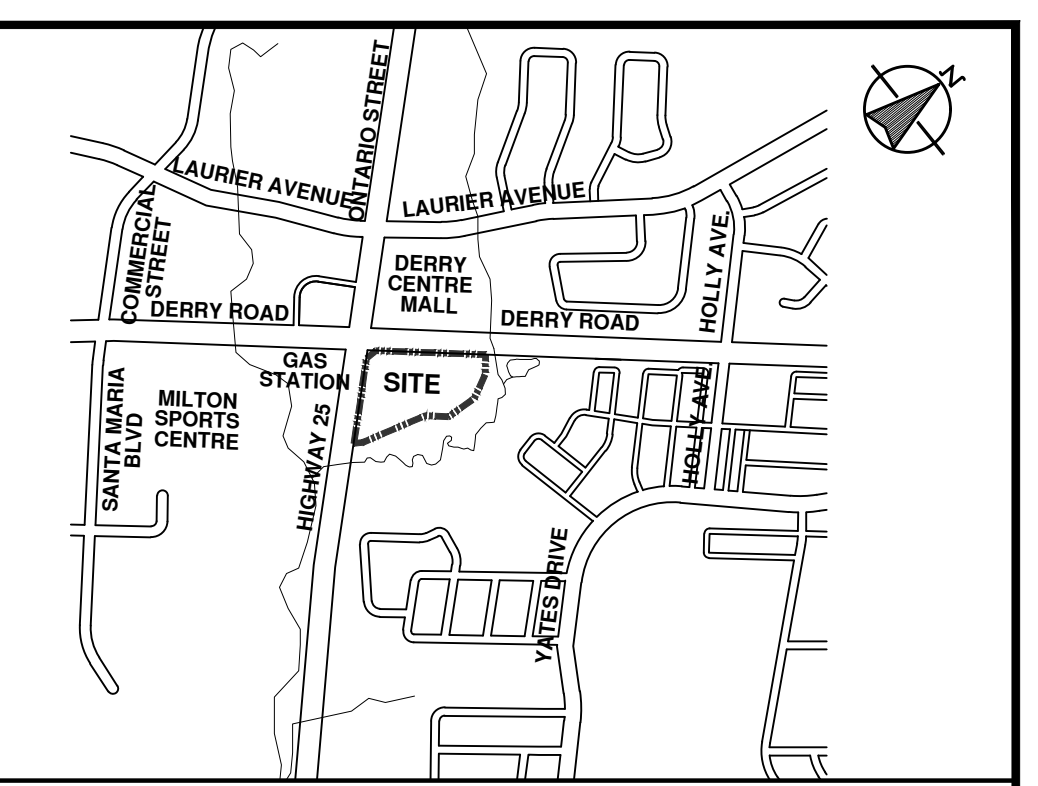 N
ONTARIO STREET
LAURIER AVENUE
LAURIER AVENUE
COMMERCIAL
STREET
HOLLY AVE.
DERRY
CENTRE
MALL
DERRY ROAD
DERRY ROAD
GAS
STATION
SITE
SANTA MARIA
BLVD
MILTON
SPORTS
CENTRE
HIGHWAY 25
HOLLY AVE.
YATES DRIVE